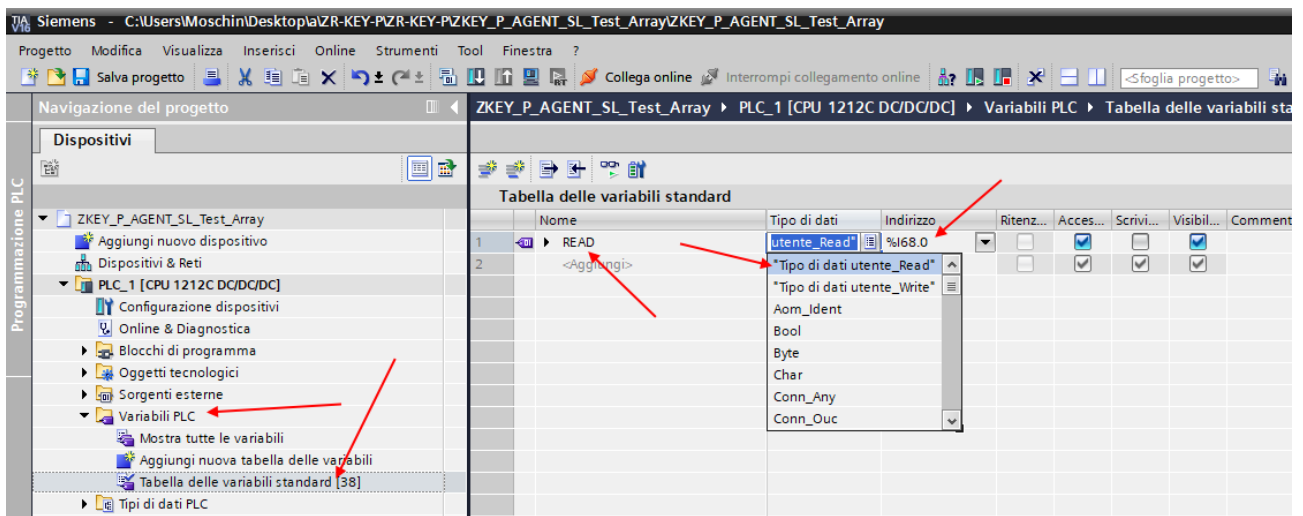 Siemens - C:\Users\Moschin\Desktop\a\ZR-KEY-P\ZR-KEY-P\ZKEY_P_AGENT_SL_Test_Array\ZKEY_P_AGENT_SL_Test_Array
Progetto Modifica Visualizza Inserisci Online Strumenti Tool Finestra ?
Salva progetto Collega online Interrompi collegamento online <Sfoglia progetto>
Navigazione del progetto
ZKEY_P_AGENT_SL_Test_Array PLC_1 [CPU 1212C DC/DC/DC] Variabili PLC Tabella delle variabili sta
Dispositivi
Programmazione PLC
Tabella delle variabili standard
Nome Tipo di dati Indirizzo Ritenz... Acces... Scrivi... Visibil... Comment
1 READ utente_Read" %I68.0
2 <Aggiungi>
"Tipo di dati utente_Read"
"Tipo di dati utente_Write"
Aom_Ident
Bool
Byte
Char
Conn_Any
Conn_Ouc
ZKEY_P_AGENT_SL_Test_Array
Aggiungi nuovo dispositivo
Dispositivi & Reti
PLC_1 [CPU 1212C DC/DC/DC]
Configurazione dispositivi
Online & Diagnostica
Blocchi di programma
Oggetti tecnologici
Sorgenti esterne
Variabili PLC
Mostra tutte le variabili
Aggiungi nuova tabella delle variabili
Tabella delle variabili standard [38]
Tipi di dati PLC